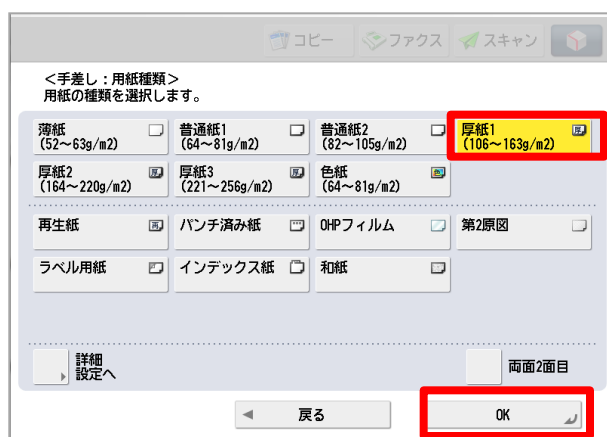 コピー ファクス スキャン
<手差し：用紙種類>
用紙の種類を選択します。
薄紙 普通紙1 普通紙2 厚紙1
(52～63g/m2) (64～81g/m2) (82～105g/m2) (106～163g/m2)
厚紙2 厚紙3 色紙
(164～220g/m2) (221～256g/m2) (64～81g/m2)
再生紙 パンチ済み紙 OHPフィルム 第2原図
ラベル用紙 インデックス紙 和紙
詳細
設定へ
両面2面目
戻る OK